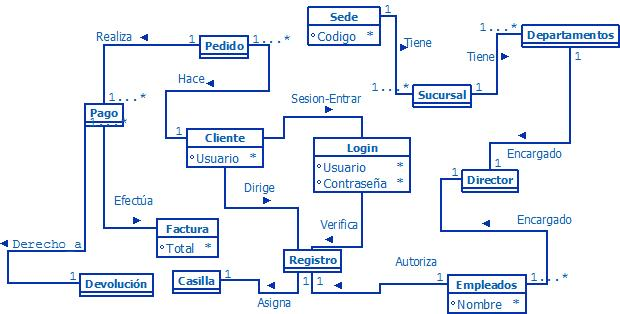 Sede
Codigo *
1
Tiene
1...*
Sucursal
1
Tiene
1...*
Departamentos
1
Realiza
1
Pedido
1...*
Hace
1...*
Pago
1...*
1
Cliente
Usuario *
Sesion-Entrar
Login
Usuario *
Contraseña *
Encargado
1
Director
1
Encargado
Efectúa
Dirige
Verifica
Factura
Total *
Derecho a
1
Devolución
Casilla
1
Asigna
Registro
1
1
Autoriza
1
Empleados
Nombre *
1...*